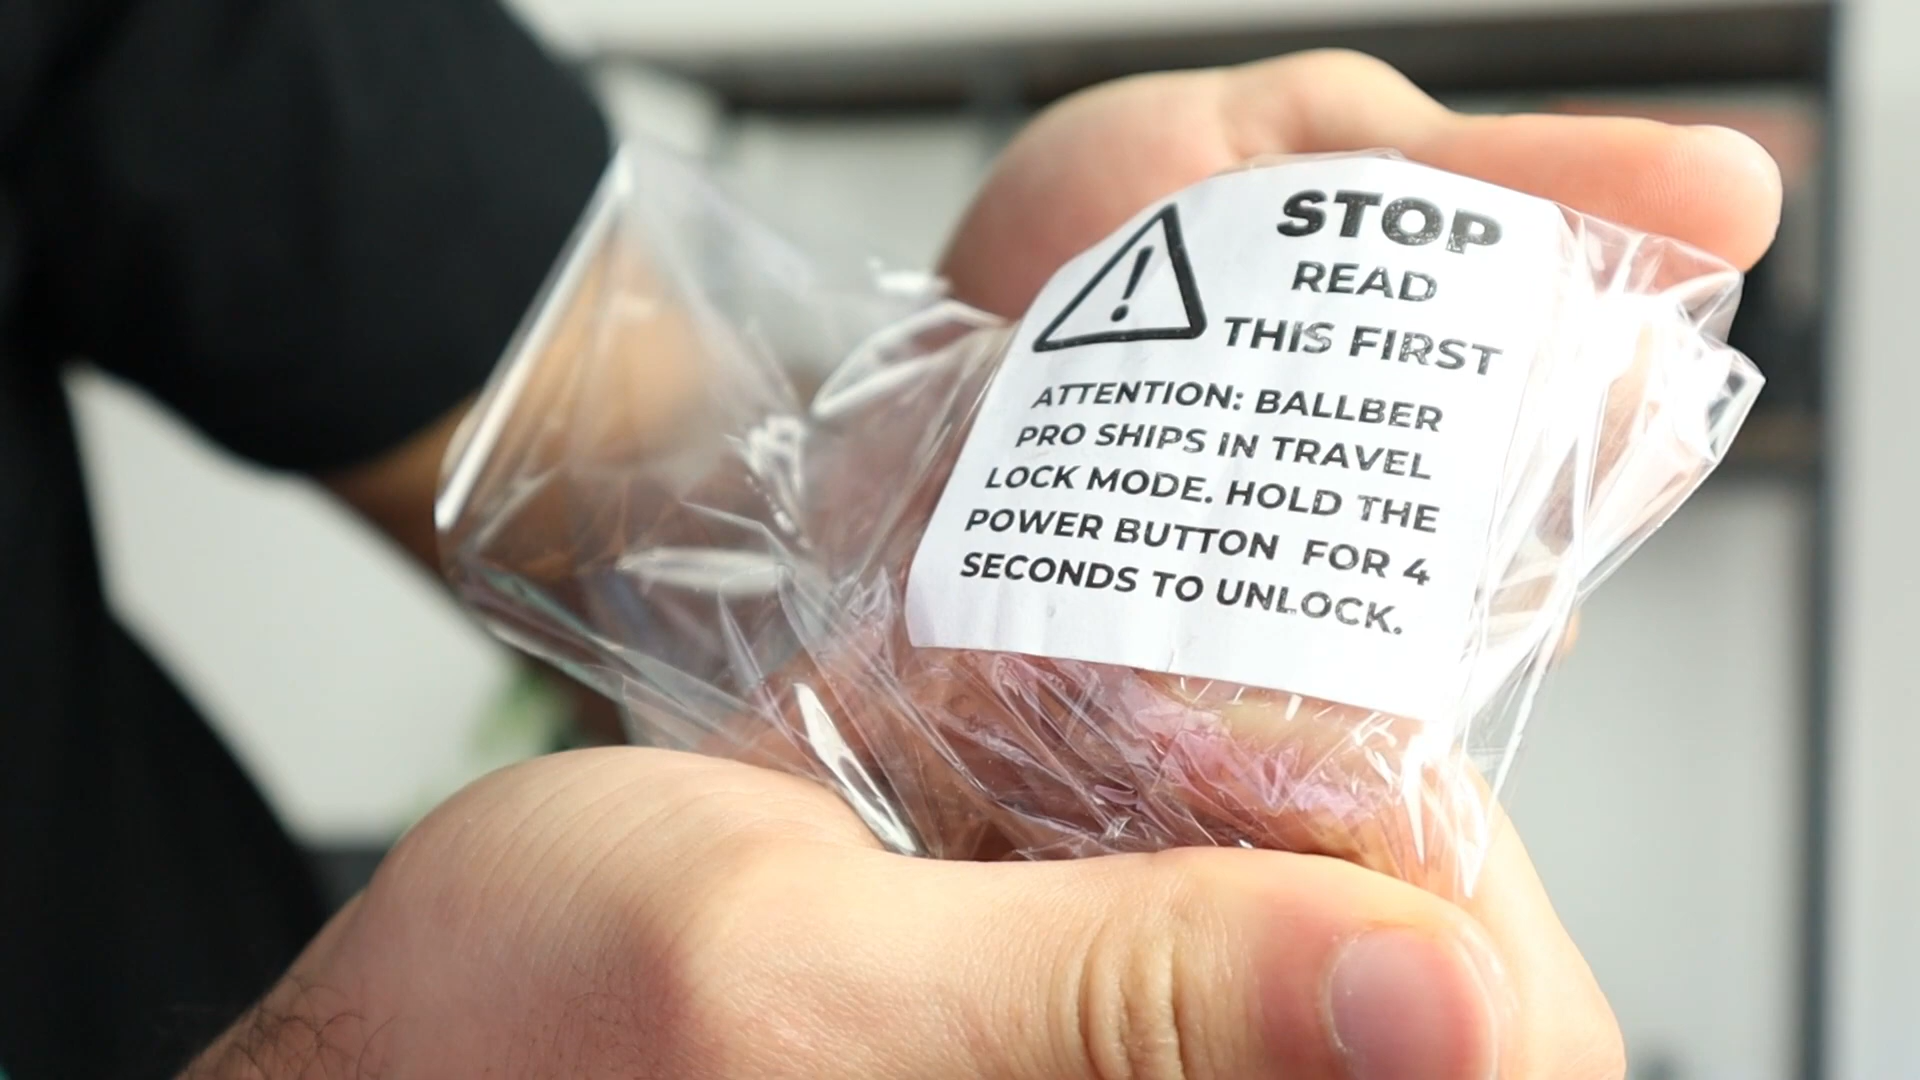 STOP
READ
THIS FIRST
ATTENTION: BALLBER
PRO SHIPS IN TRAVEL
LOCK MODE. HOLD THE
POWER BUTTON FOR 4
SECONDS TO UNLOCK.